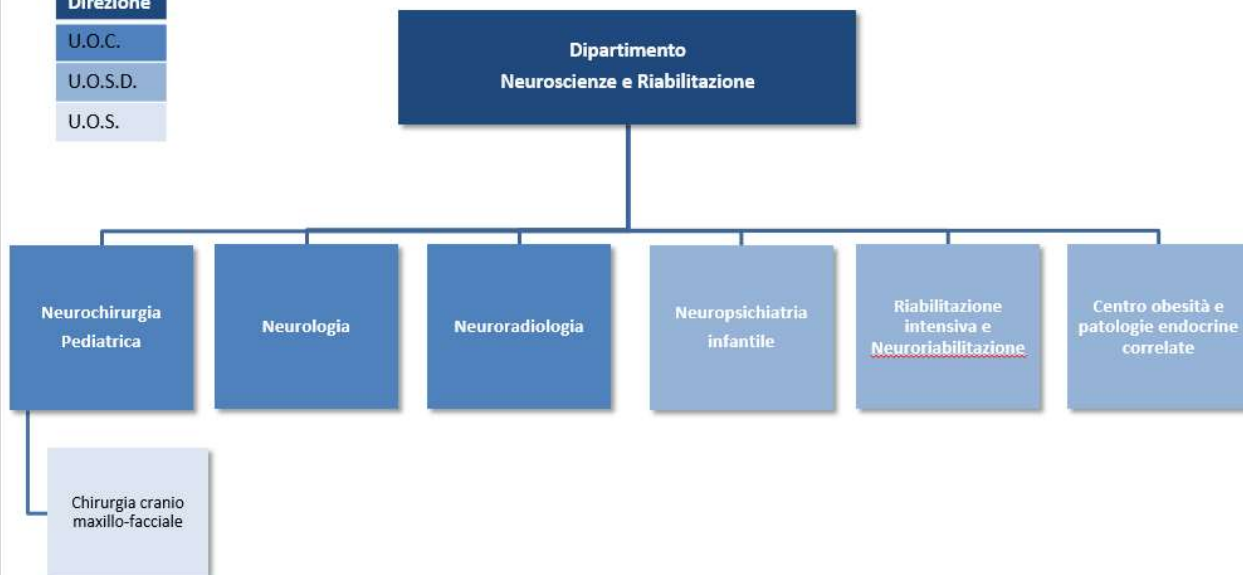 Direzione
U.O.C.
U.O.S.D.
U.O.S.
Dipartimento
Neuroscienze e Riabilitazione
Neurochirurgia
Pediatrica
Neurologia
Neuroradiologia
Neuropsichiatria
infantile
Riabilitazione
intensiva e
Neuroriabilitazione
Centro obesità e
patologie endocrine
correlate
Chirurgia cranio
maxillo-facciale